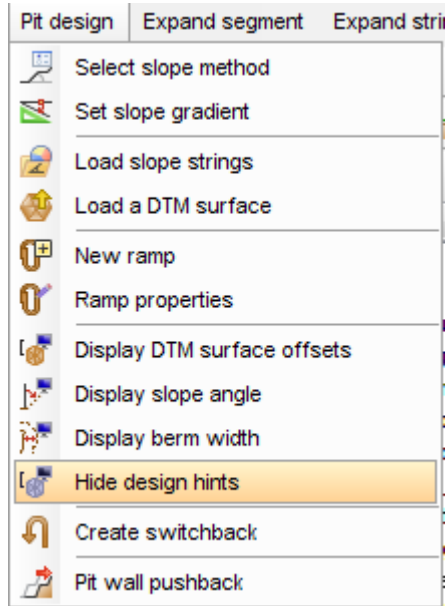 Pit design Expand segment Expand stri
Select slope method
Set slope gradient
Load slope strings
Load a DTM surface
New ramp
Ramp properties
Display DTM surface offsets
Display slope angle
Display berm width
Hide design hints
Create switchback
Pit wall pushback